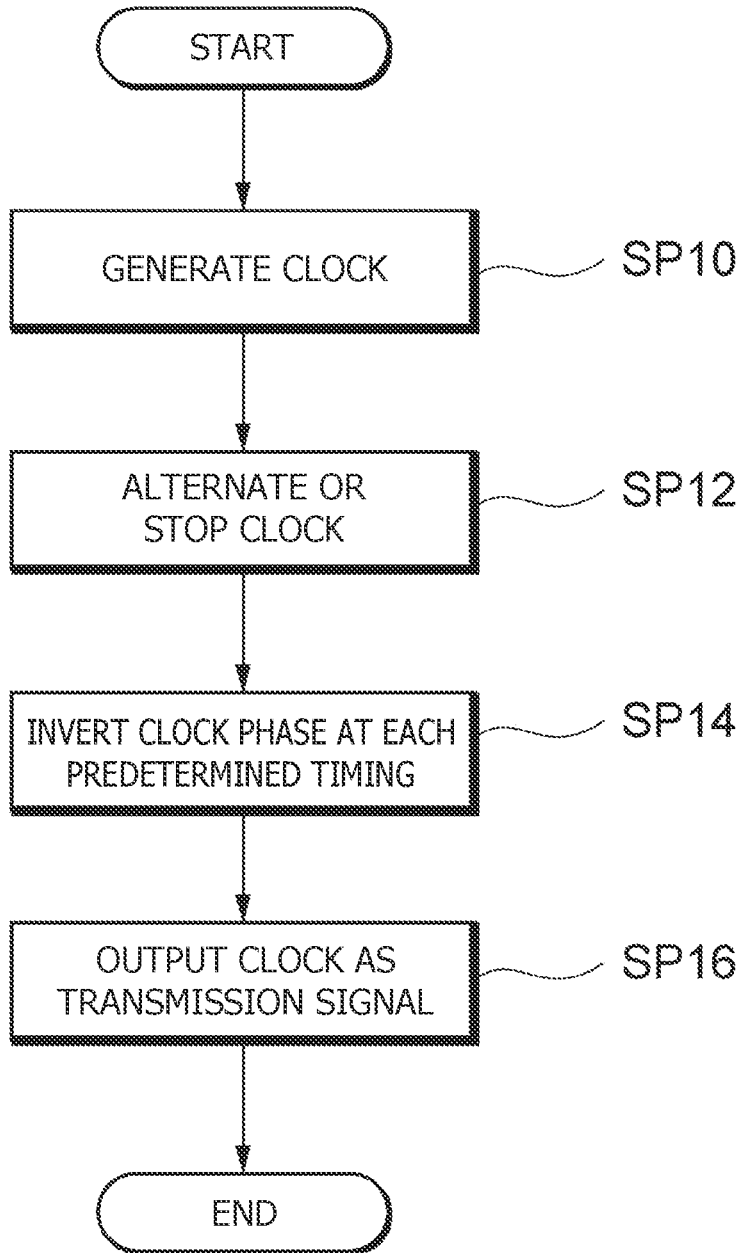 START
GENERATE CLOCK
SP10
ALTERNATE OR
STOP CLOCK
SP12
INVERT CLOCK PHASE AT EACH
PREDETERMINED TIMING
SP14
OUTPUT CLOCK AS
TRANSMISSION SIGNAL
SP16
END